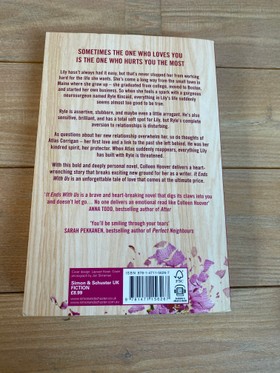 SOMETIMES THE ONE WHO LOVES YOU
IS THE ONE WHO HURTS YOU THE MOST
Lily hasn't always had it easy, but that's never stopped her from working
hard for the life she wants. She's come a long way from the small town in
Maine where she grew up – she graduated from college, moved to Boston,
and started her own business. So when she feels a spark with a gorgeous
neurosurgeon named Ryle Kincaid, everything in Lily's life suddenly
seems almost too good to be true.
Ryle is assertive, stubborn, and maybe even a little arrogant. He's also
sensitive, brilliant, and has a total soft spot for Lily, but Ryle's complete
aversion to relationships is disturbing.
As questions about her new relationship overwhelm her, so do thoughts of
Atlas Corrigan – her first love and a link to the past she left behind. He was her
kindred spirit, her protector. When Atlas suddenly reappears, everything Lily
has built with Ryle is threatened.
With this bold and deeply personal novel, Colleen Hoover delivers a heart-
wrenching story that breaks exciting new ground for her as a writer. It Ends
With Us is an unforgettable tale of love that comes at the ultimate price.
'It Ends With Us is a brave and heart-breaking novel that digs its claws into you
and doesn't let go... No one delivers an emotional read like Colleen Hoover'
ANNA TODD, bestselling author of After
'You'll be smiling through your tears'
SARAH PEKKANEN, bestselling author of Perfect Neighbours
Simon & Schuster UK
FICTION
£8.99